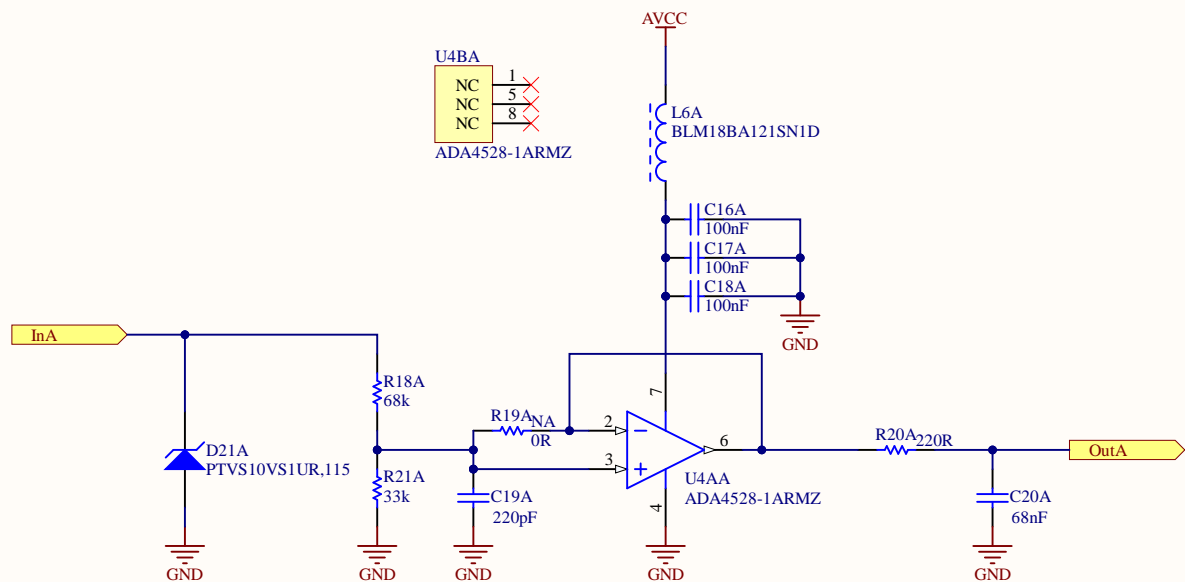 AVCC
U4BA
NC 1
NC 5
NC 8
ADA4528-1ARMZ
L6A
BLM18BA121SN1D
C16A
100nF
C17A
100nF
C18A
100nF
GND
InA
R18A
68k
7
R19A NA
0R
2
3
6
4
U4AA
ADA4528-1ARMZ
D21A
PTVS10VS1UR,115
R21A
33k
C19A
220pF
R20A 220R
OutA
C20A
68nF
GND
GND
GND
GND
GND